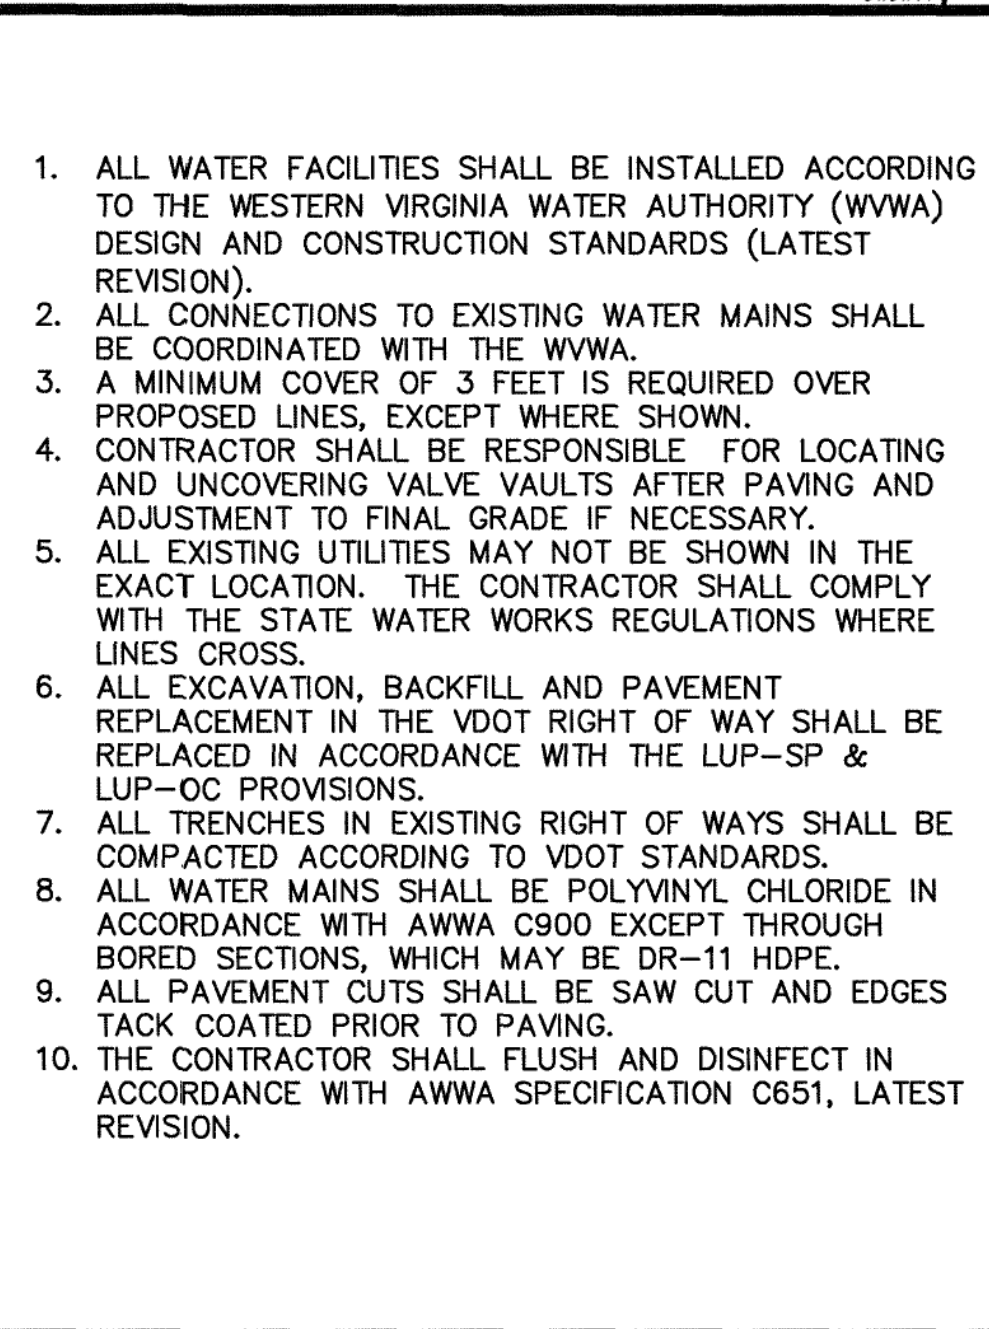 1. ALL WATER FACILITIES SHALL BE INSTALLED ACCORDING
TO THE WESTERN VIRGINIA WATER AUTHORITY (WVWA)
DESIGN AND CONSTRUCTION STANDARDS (LATEST
REVISION).
2. ALL CONNECTIONS TO EXISTING WATER MAINS SHALL
BE COORDINATED WITH THE WVWA.
3. A MINIMUM COVER OF 3 FEET IS REQUIRED OVER
PROPOSED LINES, EXCEPT WHERE SHOWN.
4. CONTRACTOR SHALL BE RESPONSIBLE FOR LOCATING
AND UNCOVERING VALVE VAULTS AFTER PAVING AND
ADJUSTMENT TO FINAL GRADE IF NECESSARY.
5. ALL EXISTING UTILITIES MAY NOT BE SHOWN IN THE
EXACT LOCATION. THE CONTRACTOR SHALL COMPLY
WITH THE STATE WATER WORKS REGULATIONS WHERE
LINES CROSS.
6. ALL EXCAVATION, BACKFILL AND PAVEMENT
REPLACEMENT IN THE VDOT RIGHT OF WAY SHALL BE
REPLACED IN ACCORDANCE WITH THE LUP-SP &
LUP-OC PROVISIONS.
7. ALL TRENCHES IN EXISTING RIGHT OF WAYS SHALL BE
COMPACTED ACCORDING TO VDOT STANDARDS.
8. ALL WATER MAINS SHALL BE POLYVINYL CHLORIDE IN
ACCORDANCE WITH AWWA C900 EXCEPT THROUGH
BORED SECTIONS, WHICH MAY BE DR-11 HDPE.
9. ALL PAVEMENT CUTS SHALL BE SAW CUT AND EDGES
TACK COATED PRIOR TO PAVING.
10. THE CONTRACTOR SHALL FLUSH AND DISINFECT IN
ACCORDANCE WITH AWWA SPECIFICATION C651, LATEST
REVISION.